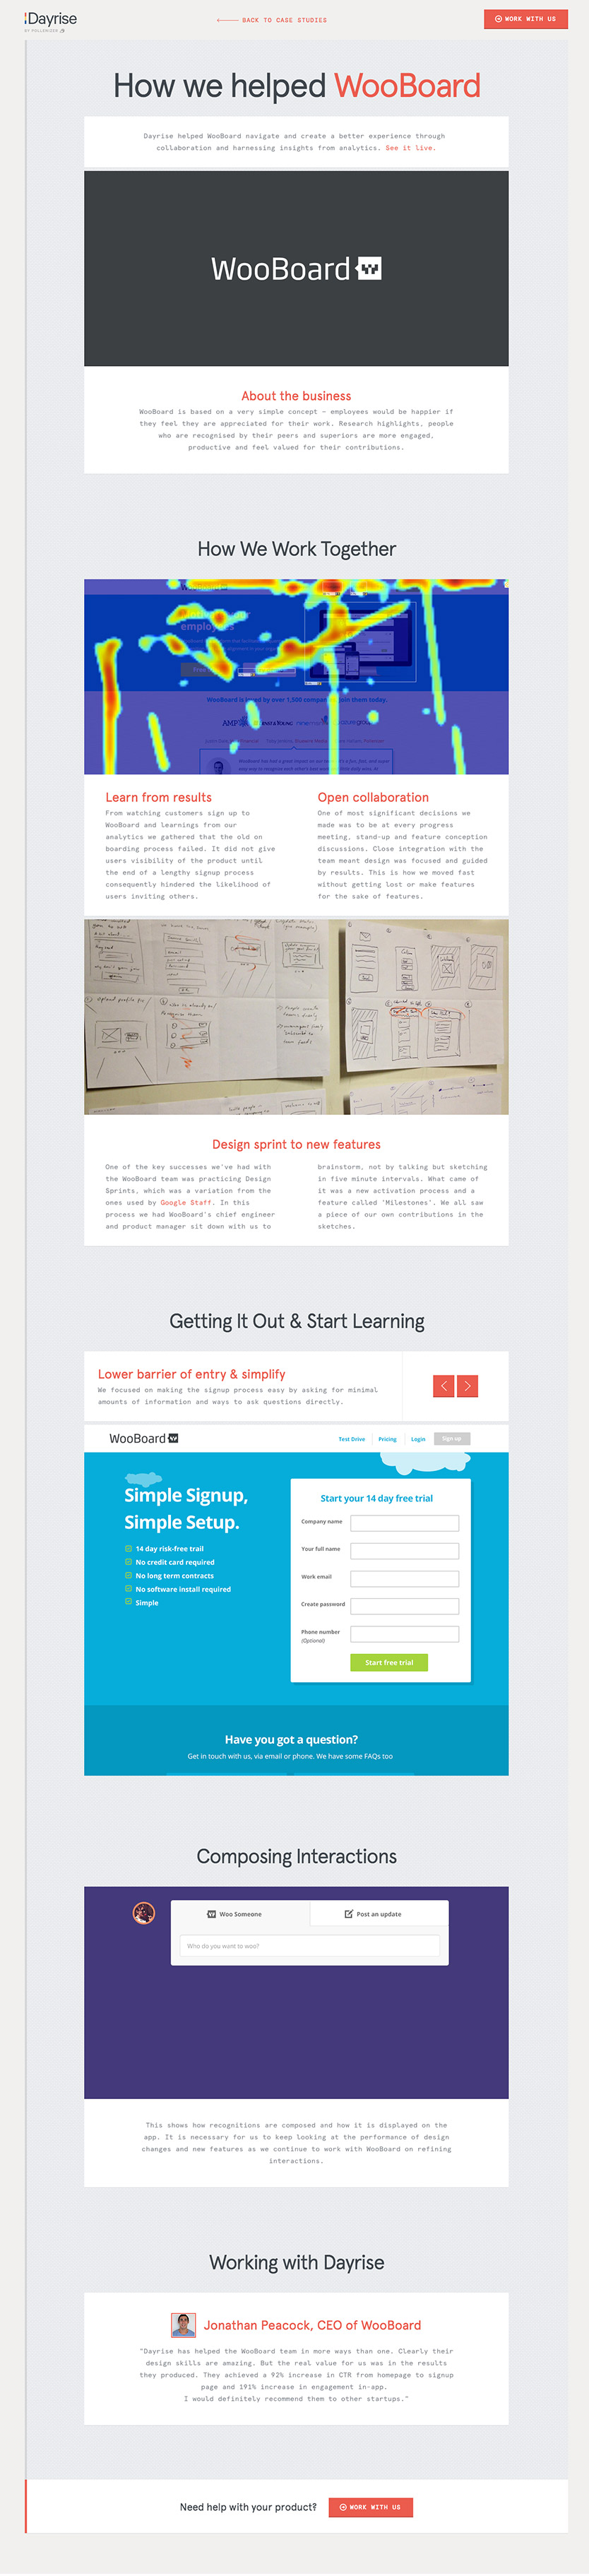 Dayrise
BY POLLENIZER
BACK TO CASE STUDIES
WORK WITH US
How we helped WooBoard
Dayrise helped WooBoard navigate and create a better experience through
collaboration and harnessing insights from analytics. See it live.
WooBoard
About the business
WooBoard is based on a very simple concept – employees would be happier if
they feel they are appreciated for their work. Research highlights, people
who are recognised by their peers and superiors are more engaged,
productive and feel valued for their contributions.
How We Work Together
WooBoard is loved by over 1,500 companies. Join them today.
Learn from results
From watching customers sign up to
WooBoard and learnings from our
analytics we gathered that the old on
boarding process failed. It did not give
users visibility of the product until
the end of a lengthy signup process
consequently hindered the likelihood of
users inviting others.
Open collaboration
One of most significant decisions we
made was to be at every progress
meeting, stand-up and feature conception
discussions. Close integration with the
team meant design was focused and guided
by results. This is how we moved fast
without getting lost or make features
for the sake of features.
Design sprint to new features
One of the key successes we've had with
the WooBoard team was practicing Design
Sprints, which was a variation from the
ones used by Google Staff. In this
process we had WooBoard's chief engineer
and product manager sit down with us to
brainstorm, not by talking but sketching
in five minute intervals. What came of
it was a new activation process and a
feature called 'Milestones'. We all saw
a piece of our own contributions in the
sketches.
Getting It Out & Start Learning
Lower barrier of entry & simplify
We focused on making the signup process easy by asking for minimal
amounts of information and ways to ask questions directly.
WooBoard
Test Drive Pricing Login Sign up
Simple Signup,
Simple Setup.
14 day risk-free trail
No credit card required
No long term contracts
No software install required
Simple
Start your 14 day free trial
Company name
Your full name
Work email
Create password
Phone number
(Optional)
Start free trial
Have you got a question?
Get in touch with us, via email or phone. We have some FAQs too
Composing Interactions
Woo Someone
Post an update
Who do you want to woo?
This shows how recognitions are composed and how it is displayed on the
app. It is necessary for us to keep looking at the performance of design
changes and new features as we continue to work with WooBoard on refining
interactions.
Working with Dayrise
Jonathan Peacock, CEO of WooBoard
"Dayrise has helped the WooBoard team in more ways than one. Clearly their
design skills are amazing. But the real value for us was in the results
they produced. They achieved a 92% increase in CTR from homepage to signup
page and 191% increase in engagement in-app.
I would definitely recommend them to other startups."
Need help with your product?
WORK WITH US